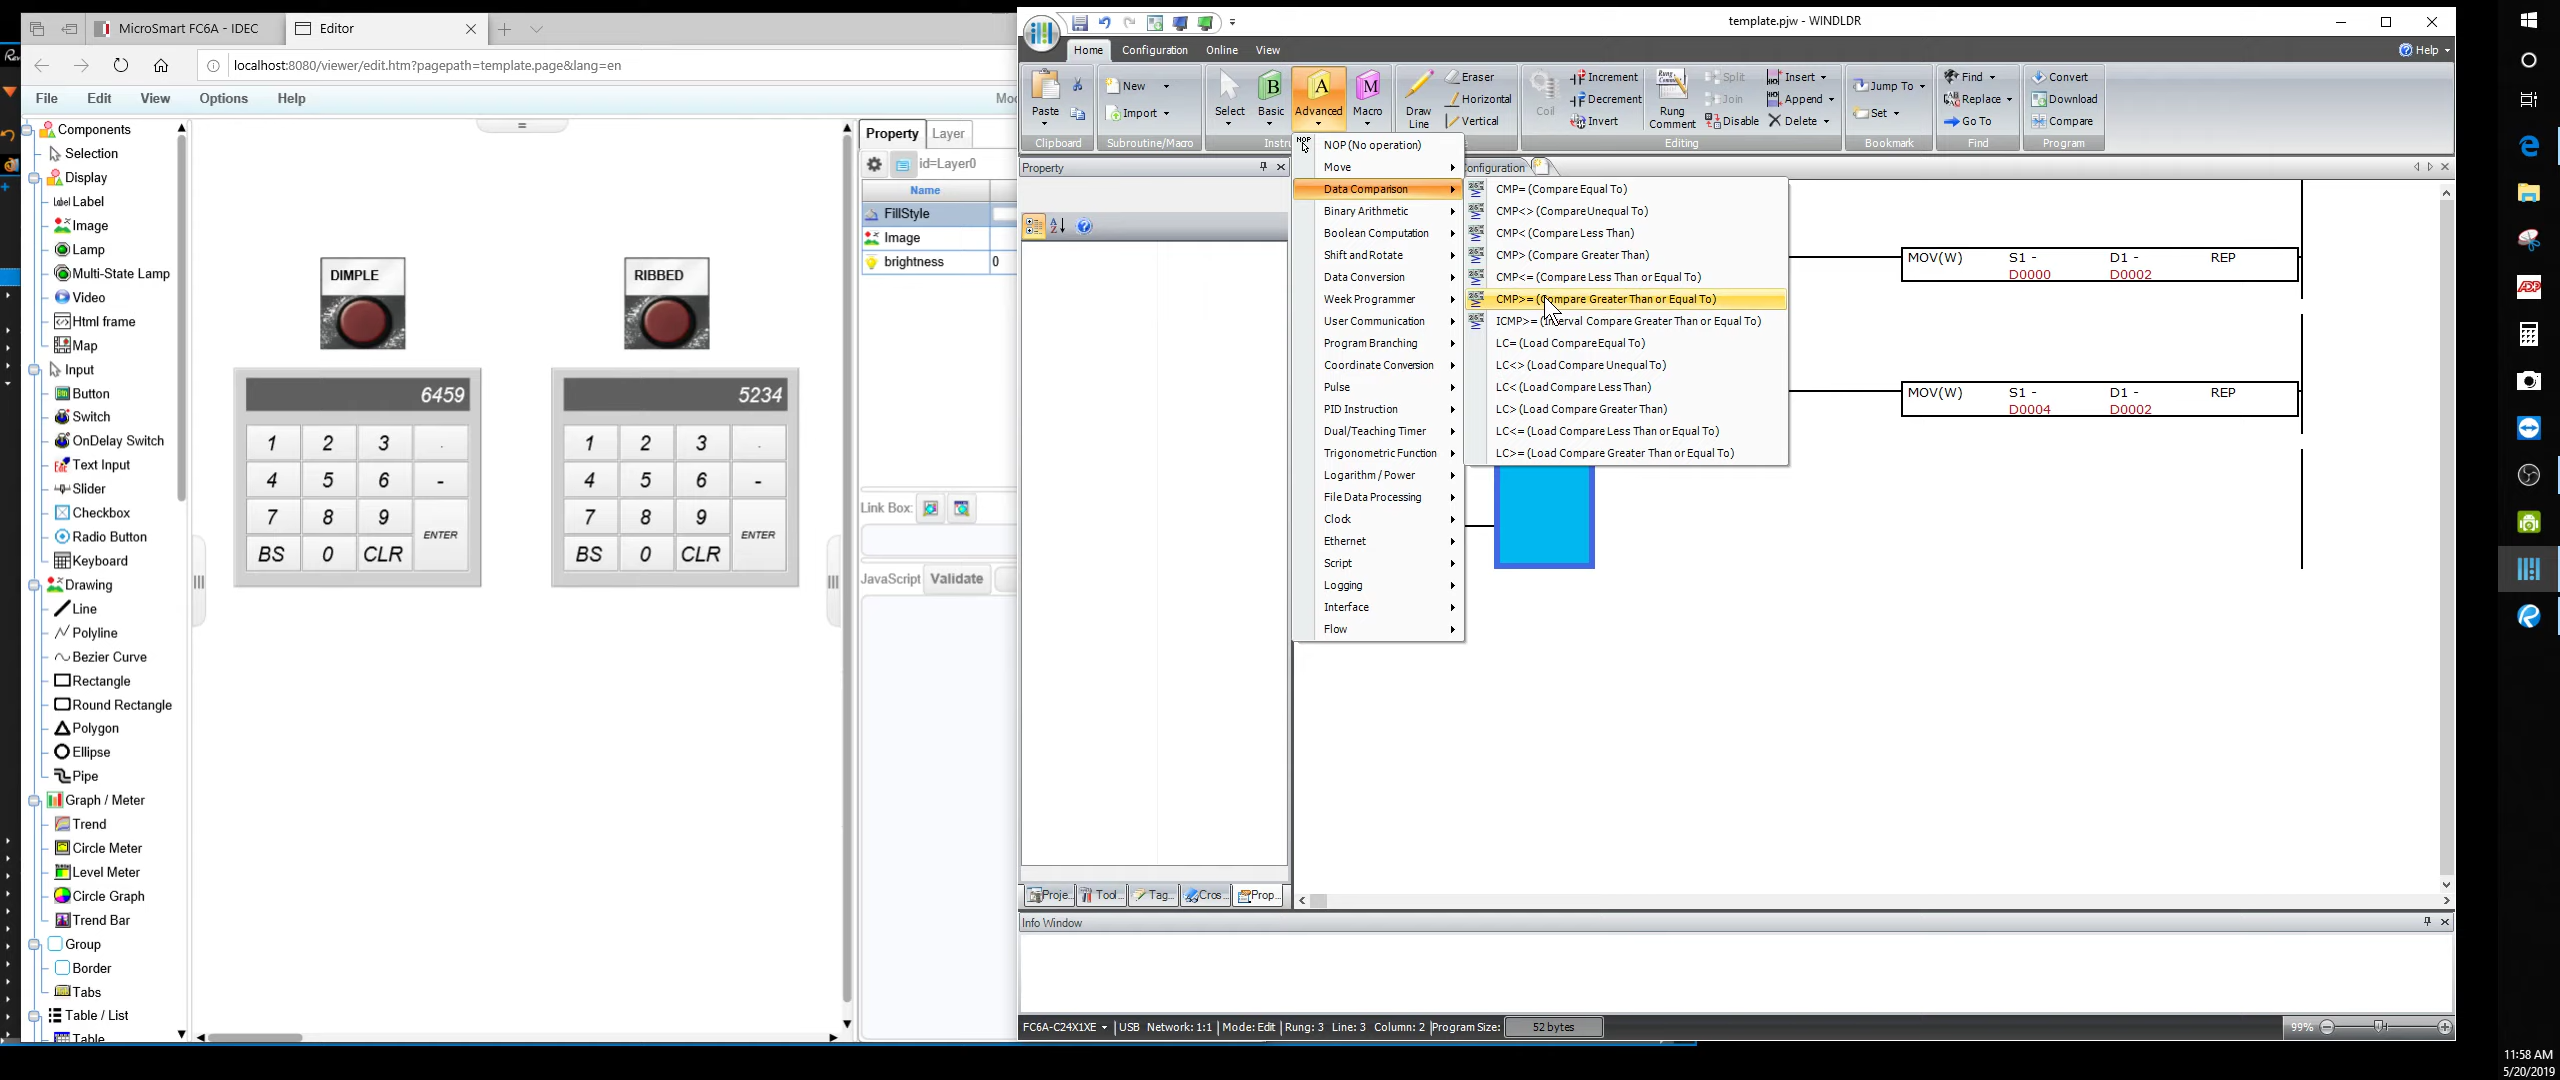 MicroSmart FC6A - IDEC
Editor
localhost:8080/viewer/edit.htm?pagepath=template.page&lang=en
File Edit View Options Help
Components
Selection
Display
Label
Image
Lamp
Multi-State Lamp
Video
Html frame
Map
Input
Button
Switch
OnDelay Switch
Text Input
Slider
Checkbox
Radio Button
Keyboard
Drawing
Line
Polyline
Bezier Curve
Rectangle
Round Rectangle
Polygon
Ellipse
Pipe
Graph / Meter
Trend
Circle Meter
Level Meter
Circle Graph
Trend Bar
Group
Border
Tabs
Table / List
Table
DIMPLE
6459
1 2 3 .
4 5 6 -
7 8 9
ENTER
BS 0 CLR
RIBBED
5234
1 2 3 .
4 5 6 -
7 8 9
ENTER
BS 0 CLR
Property Layer
id=Layer0
Name
FillStyle
Image
brightness 0
Link Box:
JavaScript Validate
template.pjw - WINDLDR
Home Configuration Online View
Help
Paste
Clipboard
New
Import
Subroutine/Macro
Select
Basic
Advanced
Macro
Draw Line
Eraser
Horizontal
Vertical
Coil
Increment
Decrement
Invert
Rung Comment
Split
Join
Disable
Insert
Append
Delete
Editing
Jump To
Set
Bookmark
Find
Replace
Go To
Find
Convert
Download
Compare
Program
Property
NOP (No operation)
Move
Data Comparison
Binary Arithmetic
Boolean Computation
Shift and Rotate
Data Conversion
Week Programmer
User Communication
Program Branching
Coordinate Conversion
Pulse
PID Instruction
Dual/Teaching Timer
Trigonometric Function
Logarithm / Power
File Data Processing
Clock
Ethernet
Script
Logging
Interface
Flow
CMP= (Compare Equal To)
CMP<> (Compare Unequal To)
CMP< (Compare Less Than)
CMP> (Compare Greater Than)
CMP<= (Compare Less Than or Equal To)
CMP>= (Compare Greater Than or Equal To)
ICMP>= (Interval Compare Greater Than or Equal To)
LC= (Load Compare Equal To)
LC<> (Load Compare Unequal To)
LC< (Load Compare Less Than)
LC> (Load Compare Greater Than)
LC<= (Load Compare Less Than or Equal To)
LC>= (Load Compare Greater Than or Equal To)
MOV(W) S1 - D1 - REP
D0000 D0002
MOV(W) S1 - D1 - REP
D0004 D0002
Proje... Tool... Tag... Cros... Prop...
Info Window
FC6A-C24X1XE USB Network: 1:1 Mode: Edit Rung: 3 Line: 3 Column: 2 Program Size: 52 bytes
99%
11:58 AM
5/20/2019